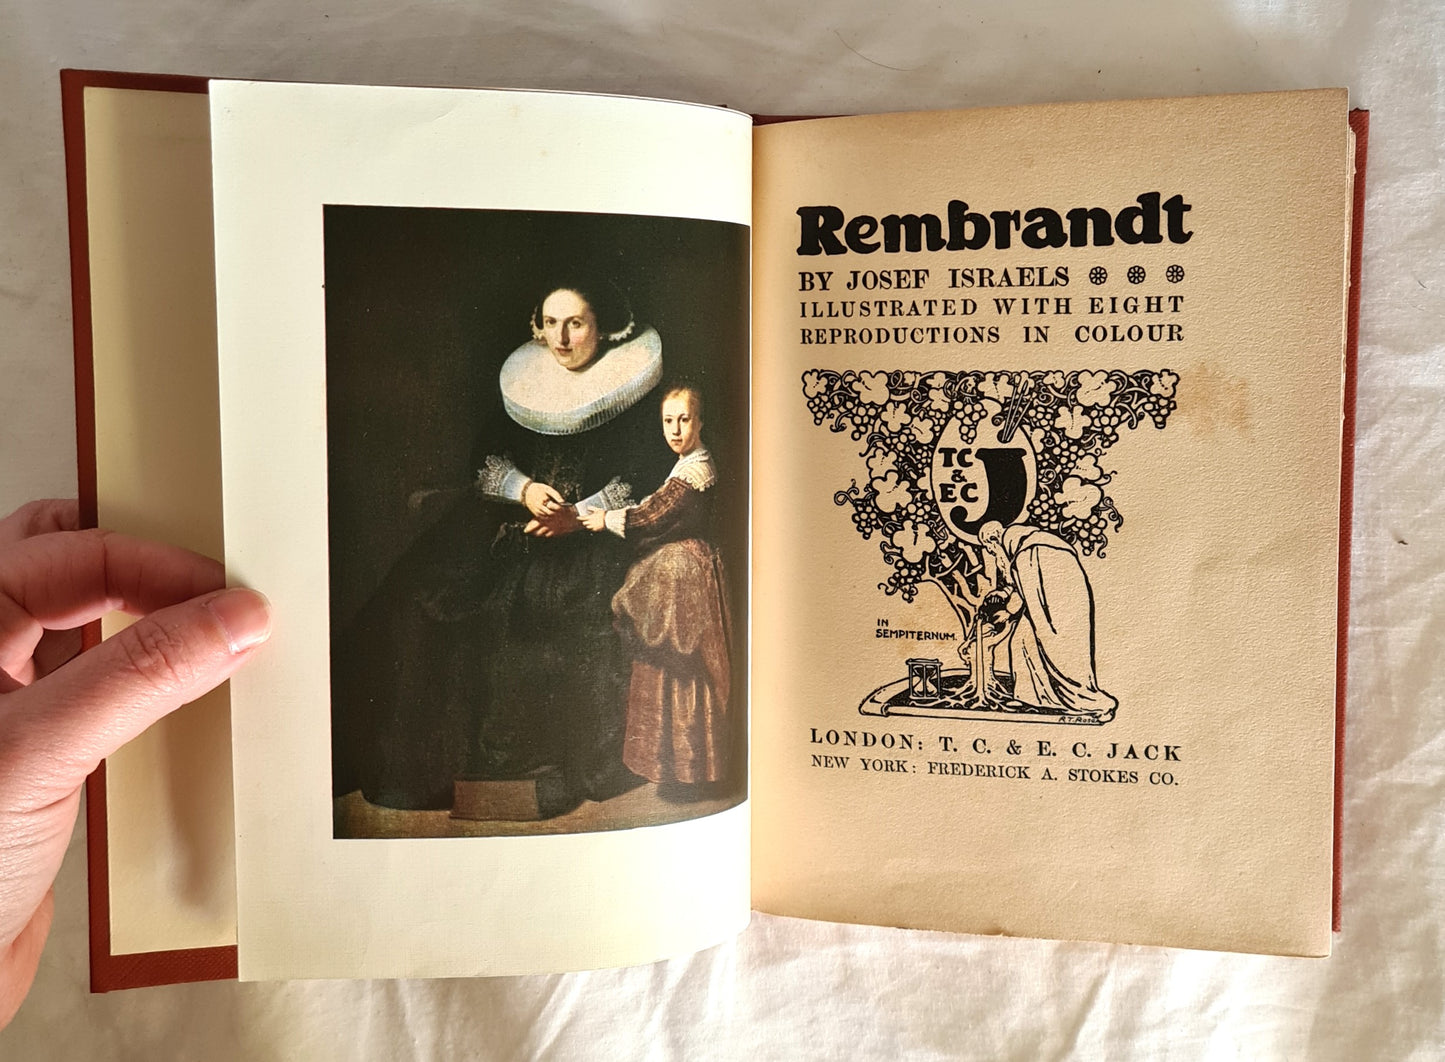 Rembrandt
BY JOSEF ISRAELS
ILLUSTRATED WITH EIGHT
REPRODUCTIONS IN COLOUR
TC
&
EC
J
IN
SEMPITERNUM.
LONDON: T. C. & E. C. JACK
NEW YORK: FREDERICK A. STOKES CO.